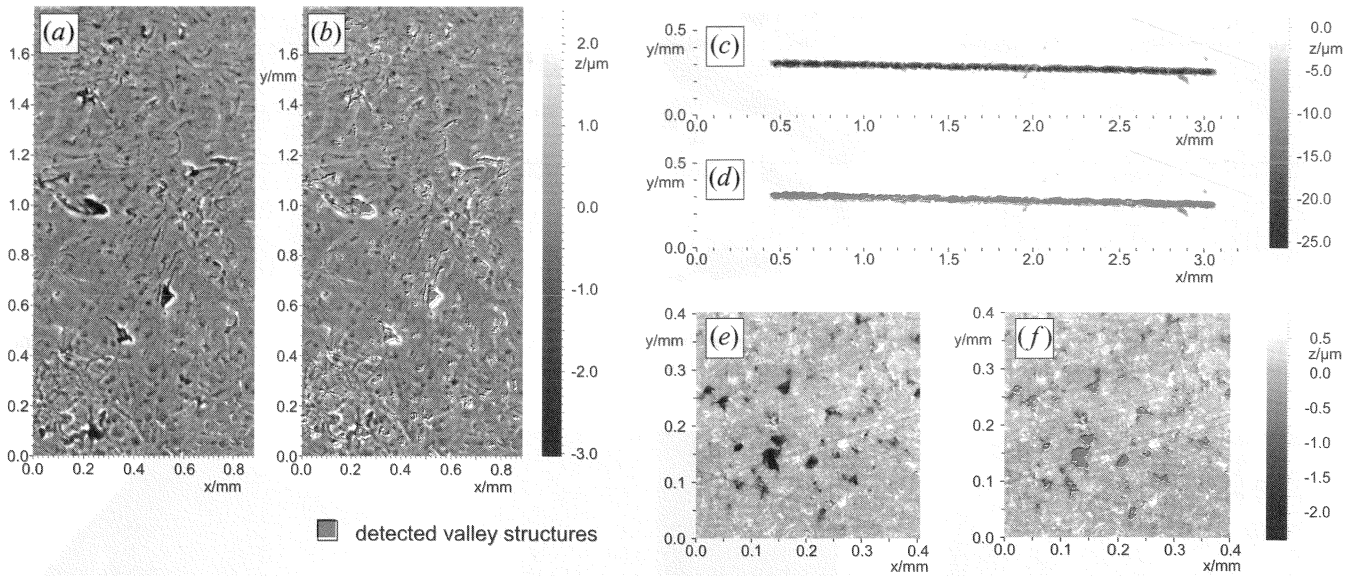 (a)
1.6
1.4
1.2
1.0
0.8
0.6
0.4
0.2
0.0
0.0 0.2 0.4 0.6 0.8
x/mm
(b)
1.6
y/mm
1.4
1.2
1.0
0.8
0.6
0.4
0.2
0.0
0.0 0.2 0.4 0.6 0.8
x/mm
2.0
z/µm
1.0
0.0
-1.0
-2.0
-3.0
detected valley structures
(c)
0.5
y/mm
0.0
0.0 0.5 1.0 1.5 2.0 2.5 3.0
x/mm
(d)
0.5
y/mm
0.0
0.0 0.5 1.0 1.5 2.0 2.5 3.0
x/mm
0.0
z/µm
-5.0
-10.0
-15.0
-20.0
-25.0
(e)
0.4
y/mm
0.3
0.2
0.1
0.0
0.0 0.1 0.2 0.3 0.4
x/mm
(f)
0.4
y/mm
0.3
0.2
0.1
0.0
0.0 0.1 0.2 0.3 0.4
x/mm
0.5
z/µm
0.0
-0.5
-1.0
-1.5
-2.0